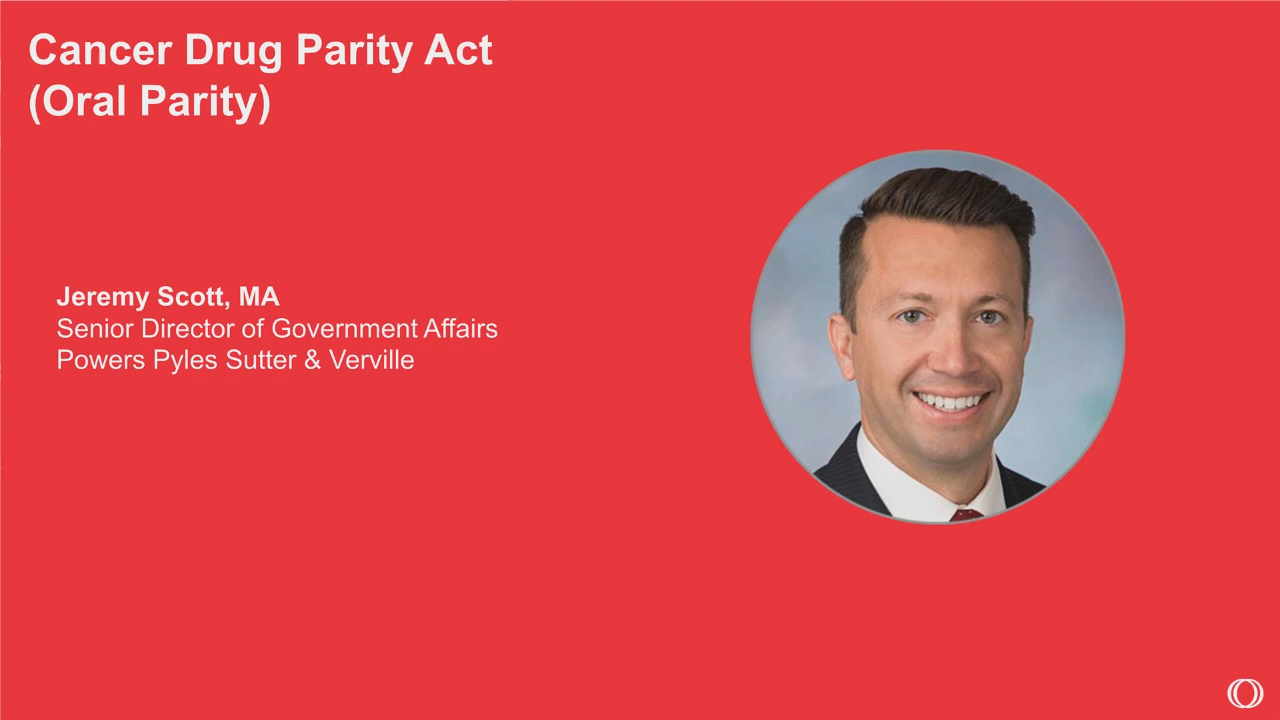 Cancer Drug Parity Act
(Oral Parity)
Jeremy Scott, MA
Senior Director of Government Affairs
Powers Pyles Sutter & Verville